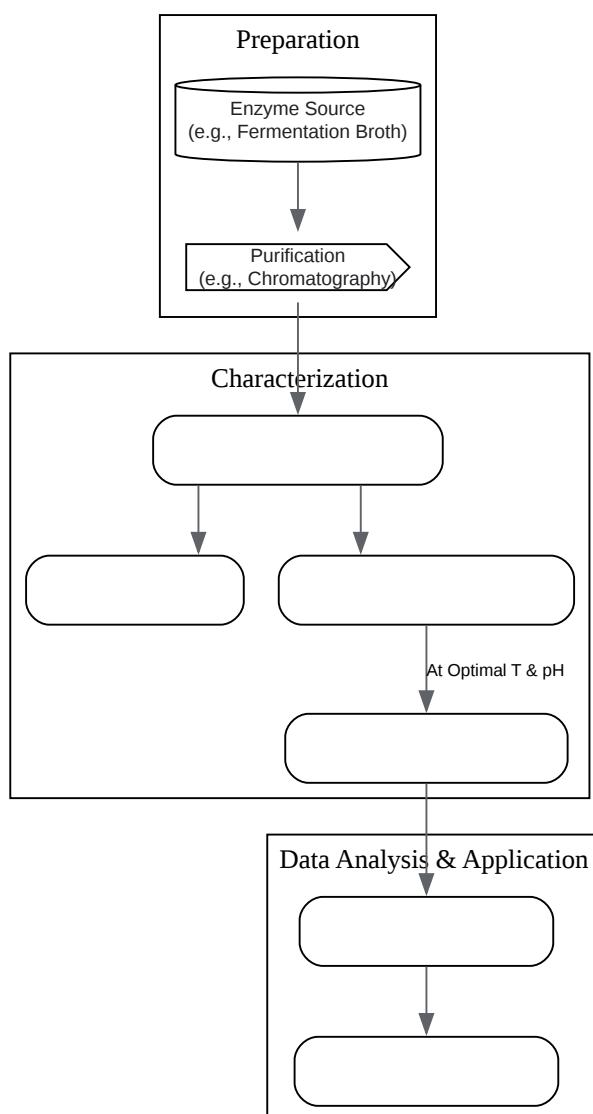 Preparation
Enzyme Source
(e.g., Fermentation Broth)
Purification
(e.g., Chromatography)
Characterization
At Optimal T & pH
Data Analysis & Application